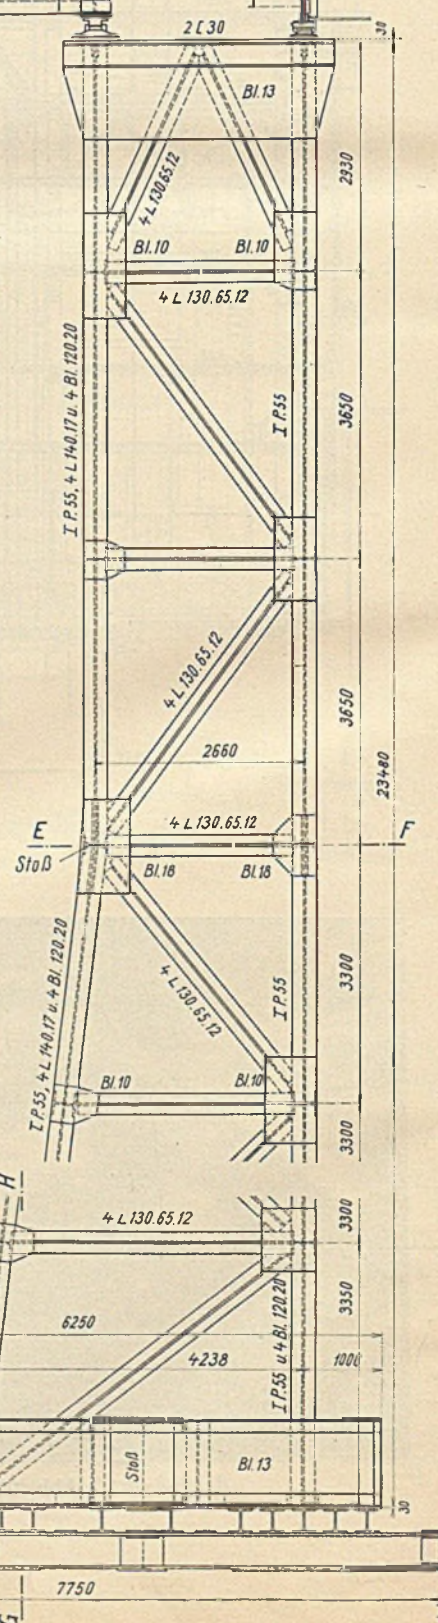 2 [ 30
30
Bl.13
4 L 130.65.12
2930
Bl.10 Bl.10
4 L 130.65.12
I P.55, 4 L 140.17 u. 4 Bl. 120.20
I P.55
3650
4 L 130.65.12
3650
2660
23480
E
4 L 130.65.12
F
Stoß
Bl.18 Bl.18
I P.55, 4 L 140.17 u. 4 Bl. 120.20
4 L 130.65.12
I P.55
3300
Bl.10 Bl.10
3300
H
4 L 130.65.12
3300
I P.55 u 4 Bl. 120.20
3350
6250
4238
1000
Stoß
Bl.13
30
7750